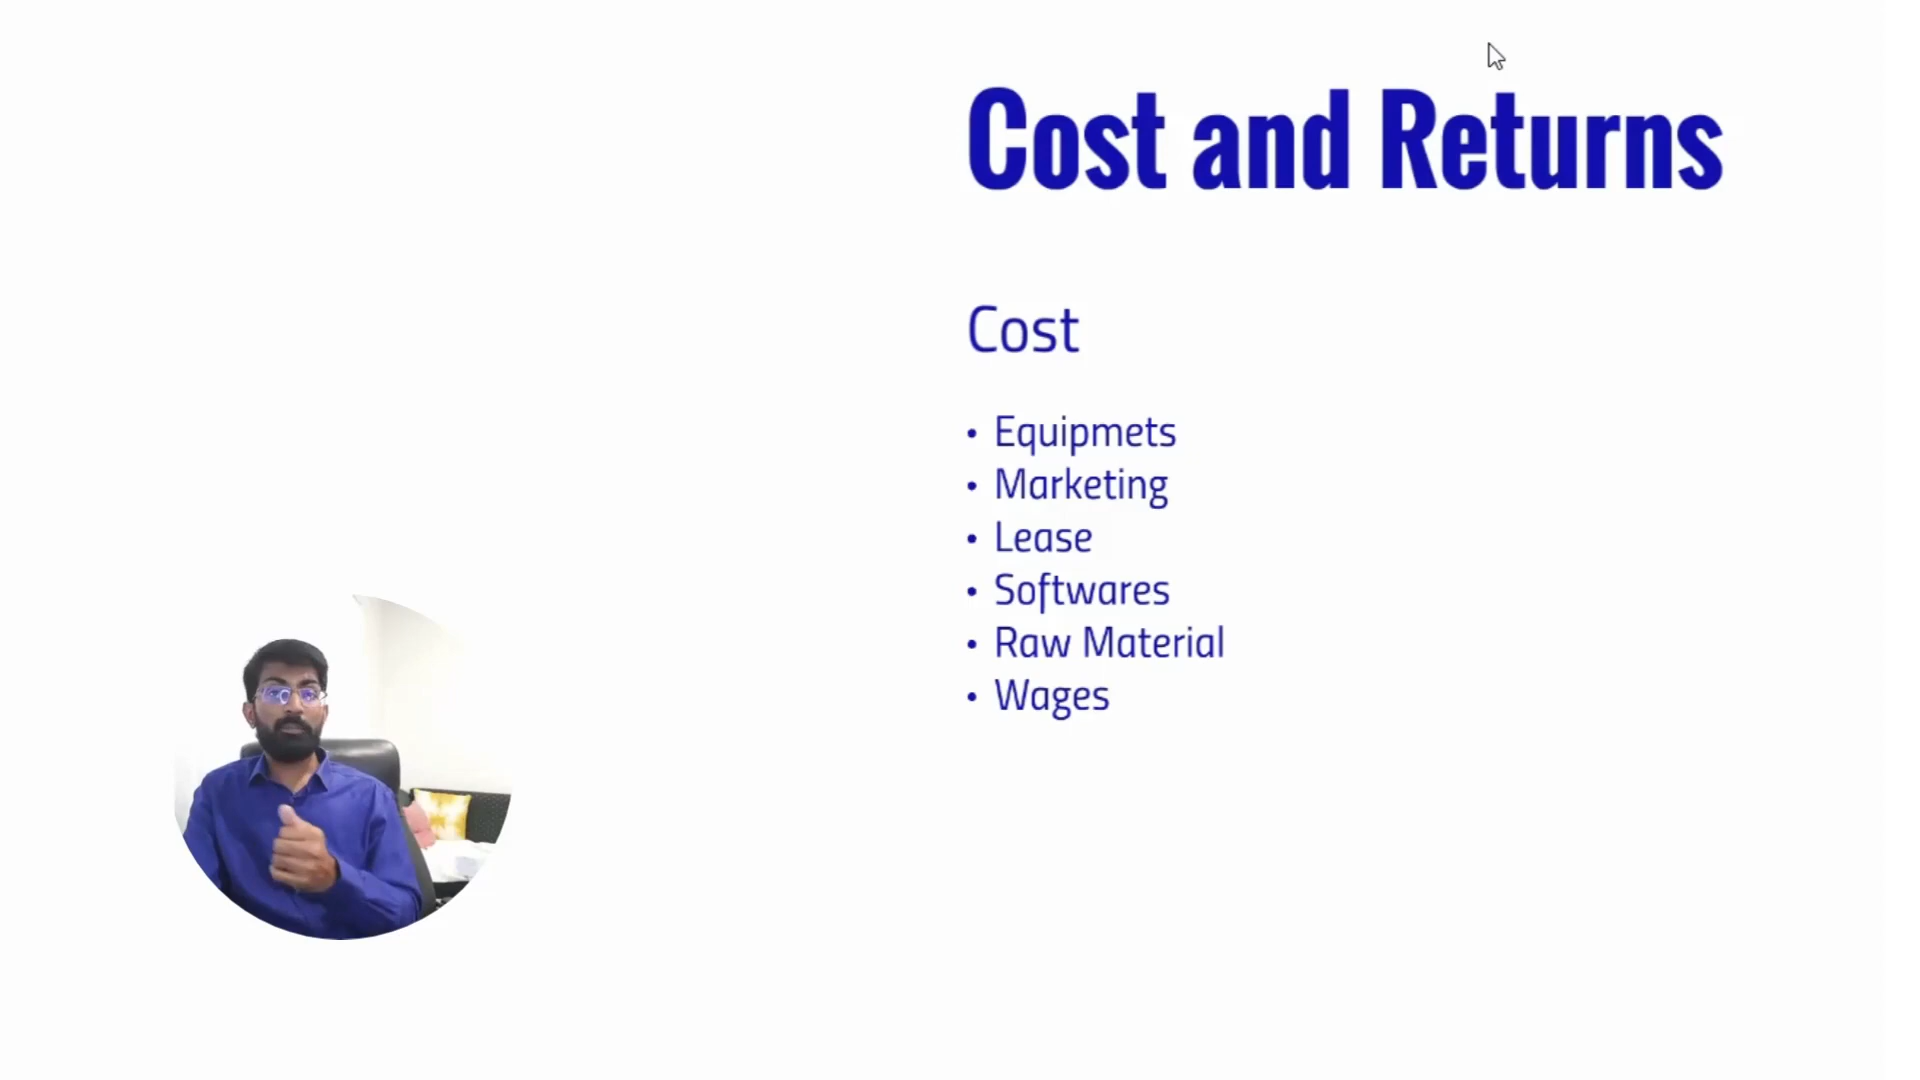 Cost and Returns
Cost
• Equipmets
• Marketing
• Lease
• Softwares
• Raw Material
• Wages